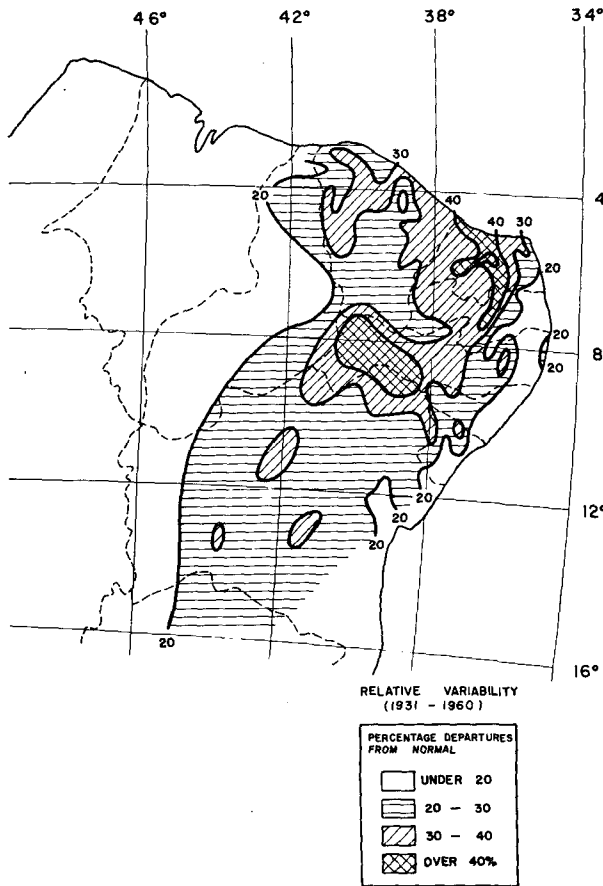 46° 42° 38° 34°
30
4
20
40
40 30
20
20
8
20
20
20
12°
20
20
16°
RELATIVE VARIABILITY
(1931 - 1960)
PERCENTAGE DEPARTURES
FROM NORMAL
UNDER 20
20 - 30
30 - 40
OVER 40%